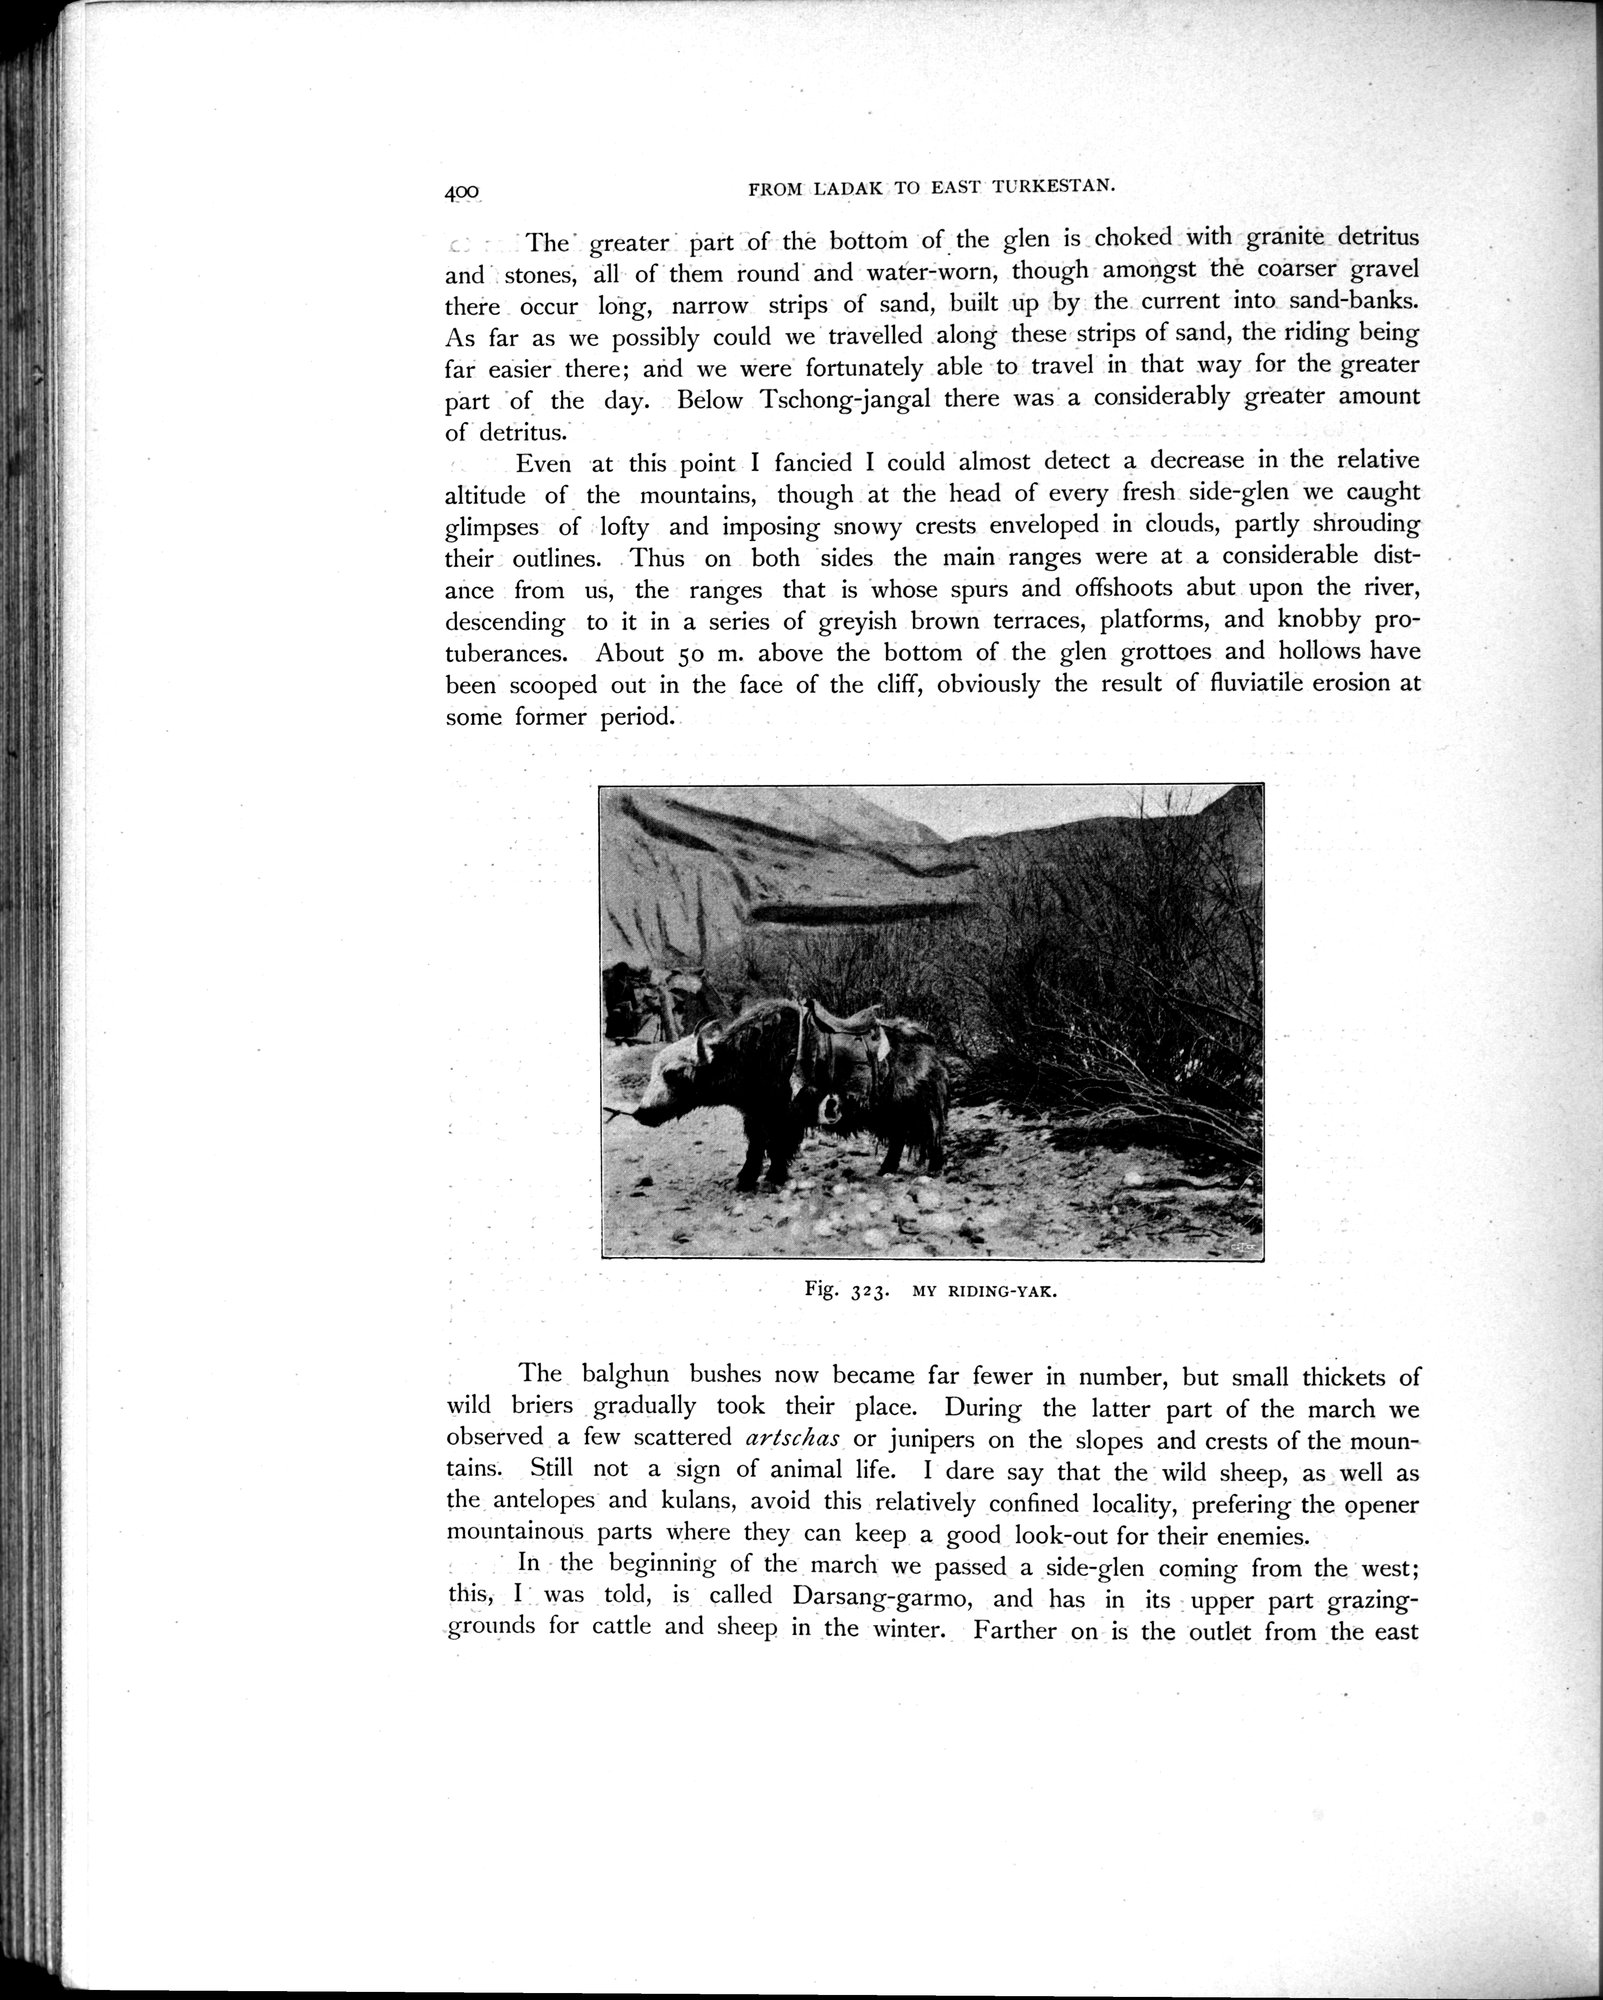 400
FROM LADAK TO EAST TURKESTAN.
The greater part of the bottom of the glen is choked with granite detritus
and stones, all of them round and water-worn, though amongst the coarser gravel
there occur long, narrow strips of sand, built up by the current into sand-banks.
As far as we possibly could we travelled along these strips of sand, the riding being
far easier there; and we were fortunately able to travel in that way for the greater
part of the day. Below Tschong-jangal there was a considerably greater amount
of detritus.
Even at this point I fancied I could almost detect a decrease in the relative
altitude of the mountains, though at the head of every fresh side-glen we caught
glimpses of lofty and imposing snowy crests enveloped in clouds, partly shrouding
their outlines. Thus on both sides the main ranges were at a considerable dist-
ance from us, the ranges that is whose spurs and offshoots abut upon the river,
descending to it in a series of greyish brown terraces, platforms, and knobby pro-
tuberances. About 50 m. above the bottom of the glen grottoes and hollows have
been scooped out in the face of the cliff, obviously the result of fluviatile erosion at
some former period.
Fig. 323. MY RIDING-YAK.
The balghun bushes now became far fewer in number, but small thickets of
wild briers gradually took their place. During the latter part of the march we
observed a few scattered artschas or junipers on the slopes and crests of the moun-
tains. Still not a sign of animal life. I dare say that the wild sheep, as well as
the antelopes and kulans, avoid this relatively confined locality, prefering the opener
mountainous parts where they can keep a good look-out for their enemies.
In the beginning of the march we passed a side-glen coming from the west;
this, I was told, is called Darsang-garmo, and has in its upper part grazing-
grounds for cattle and sheep in the winter. Farther on is the outlet from the east